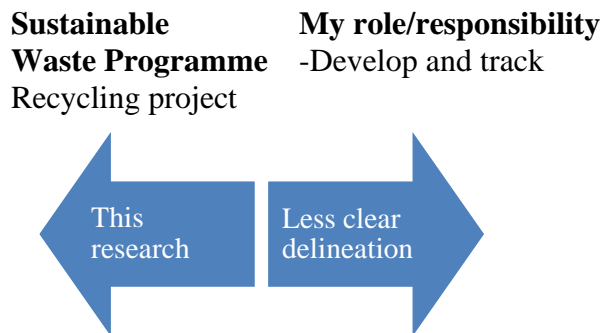 Sustainable
Waste Programme
Recycling project
My role/responsibility
-Develop and track
This
research
Less clear
delineation